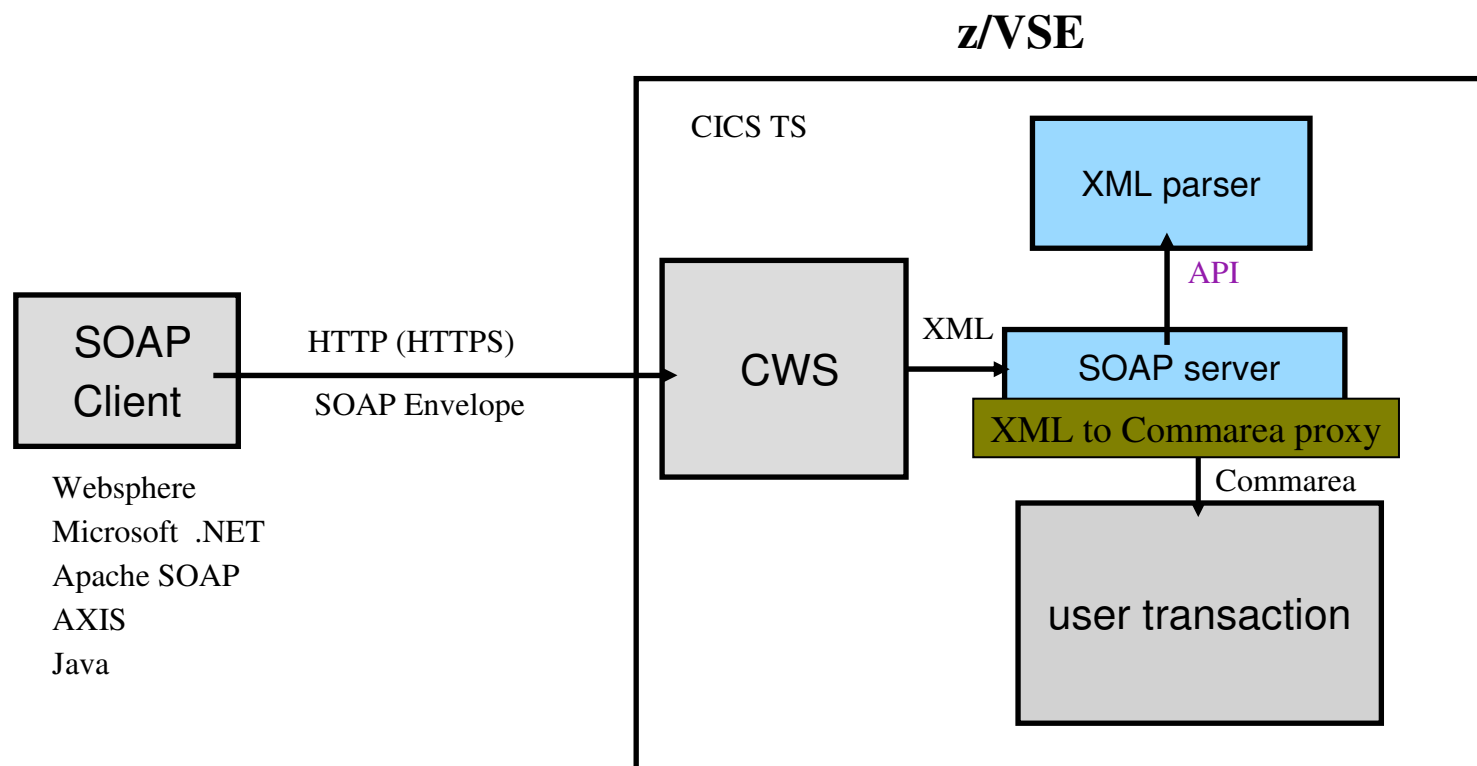 z/VSE
CICS TS
XML parser
API
SOAP
Client
HTTP (HTTPS)
SOAP Envelope
CWS
XML
SOAP server
XML to Commarea proxy
Commarea
user transaction
Websphere
Microsoft .NET
Apache SOAP
AXIS
Java